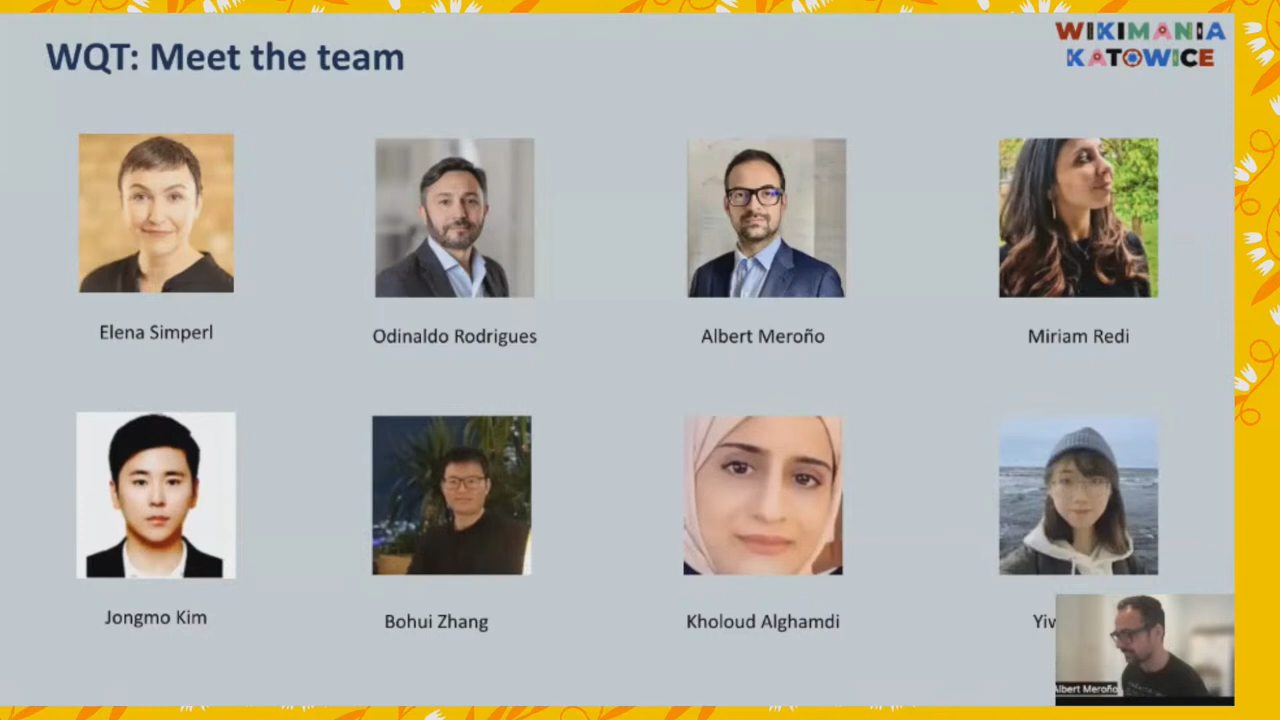 WQT: Meet the team
WIKIMANIA
KATOWICE
Elena Simperl
Odinaldo Rodrigues
Albert Meroño
Miriam Redi
Jongmo Kim
Bohui Zhang
Kholoud Alghamdi
Albert Meroño